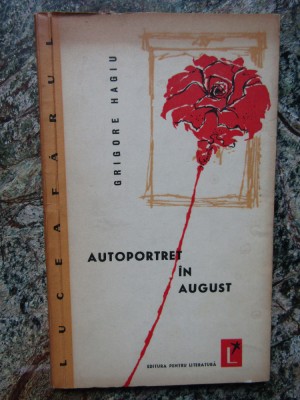 LUCEAFĂRUL
GRIGORE HAGIU
AUTOPORTRET
ÎN
AUGUST
EDITURA PENTRU LITERATURĂ
L